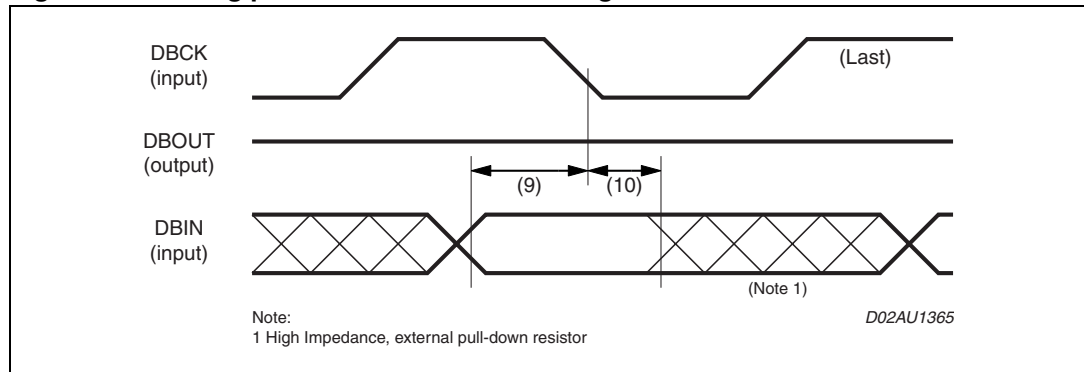 DBCK
(input)
(Last)
DBOUT
(output)
(9)
(10)
DBIN
(input)
(Note 1)
Note:
D02AU1365
1 High Impedance, external pull-down resistor